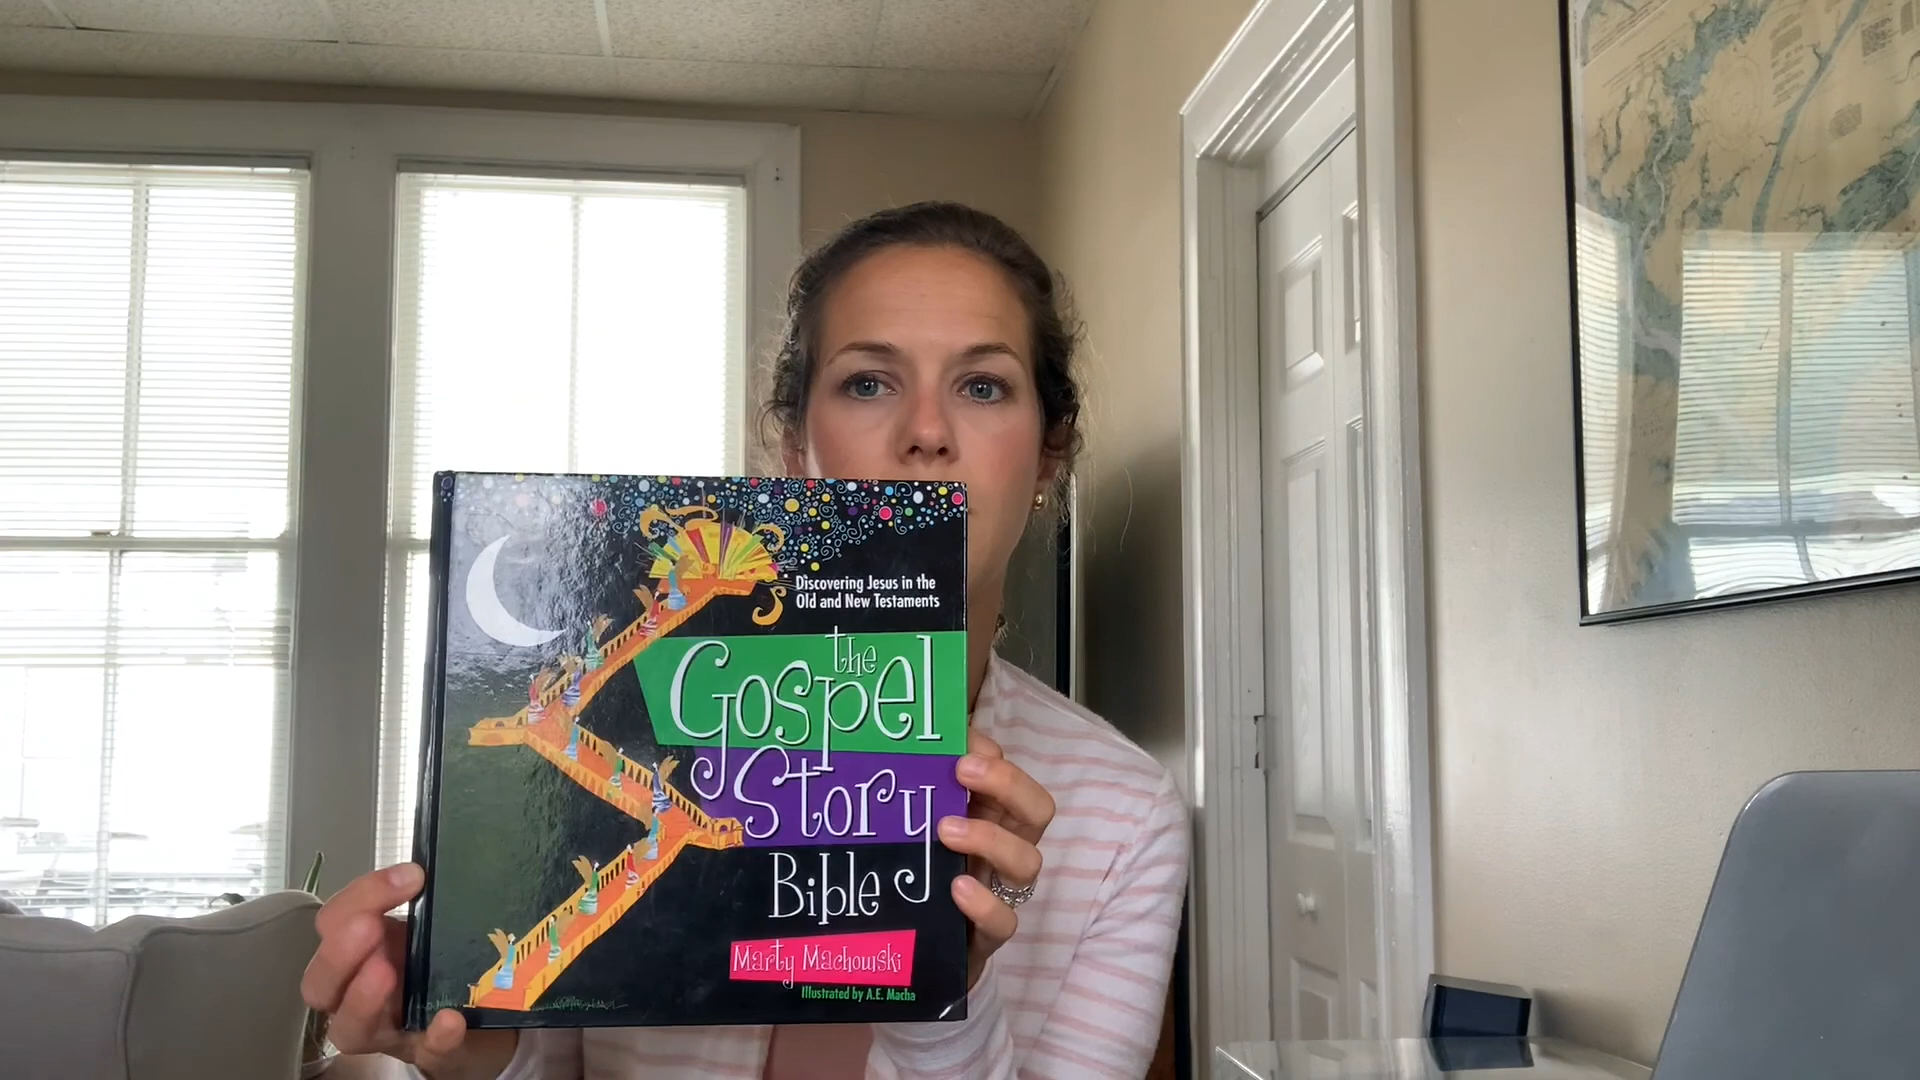 Discovering Jesus in the
Old and New Testaments
the
Gospel
Story
Bible
Marty Machowski
Illustrated by A.E. Macha